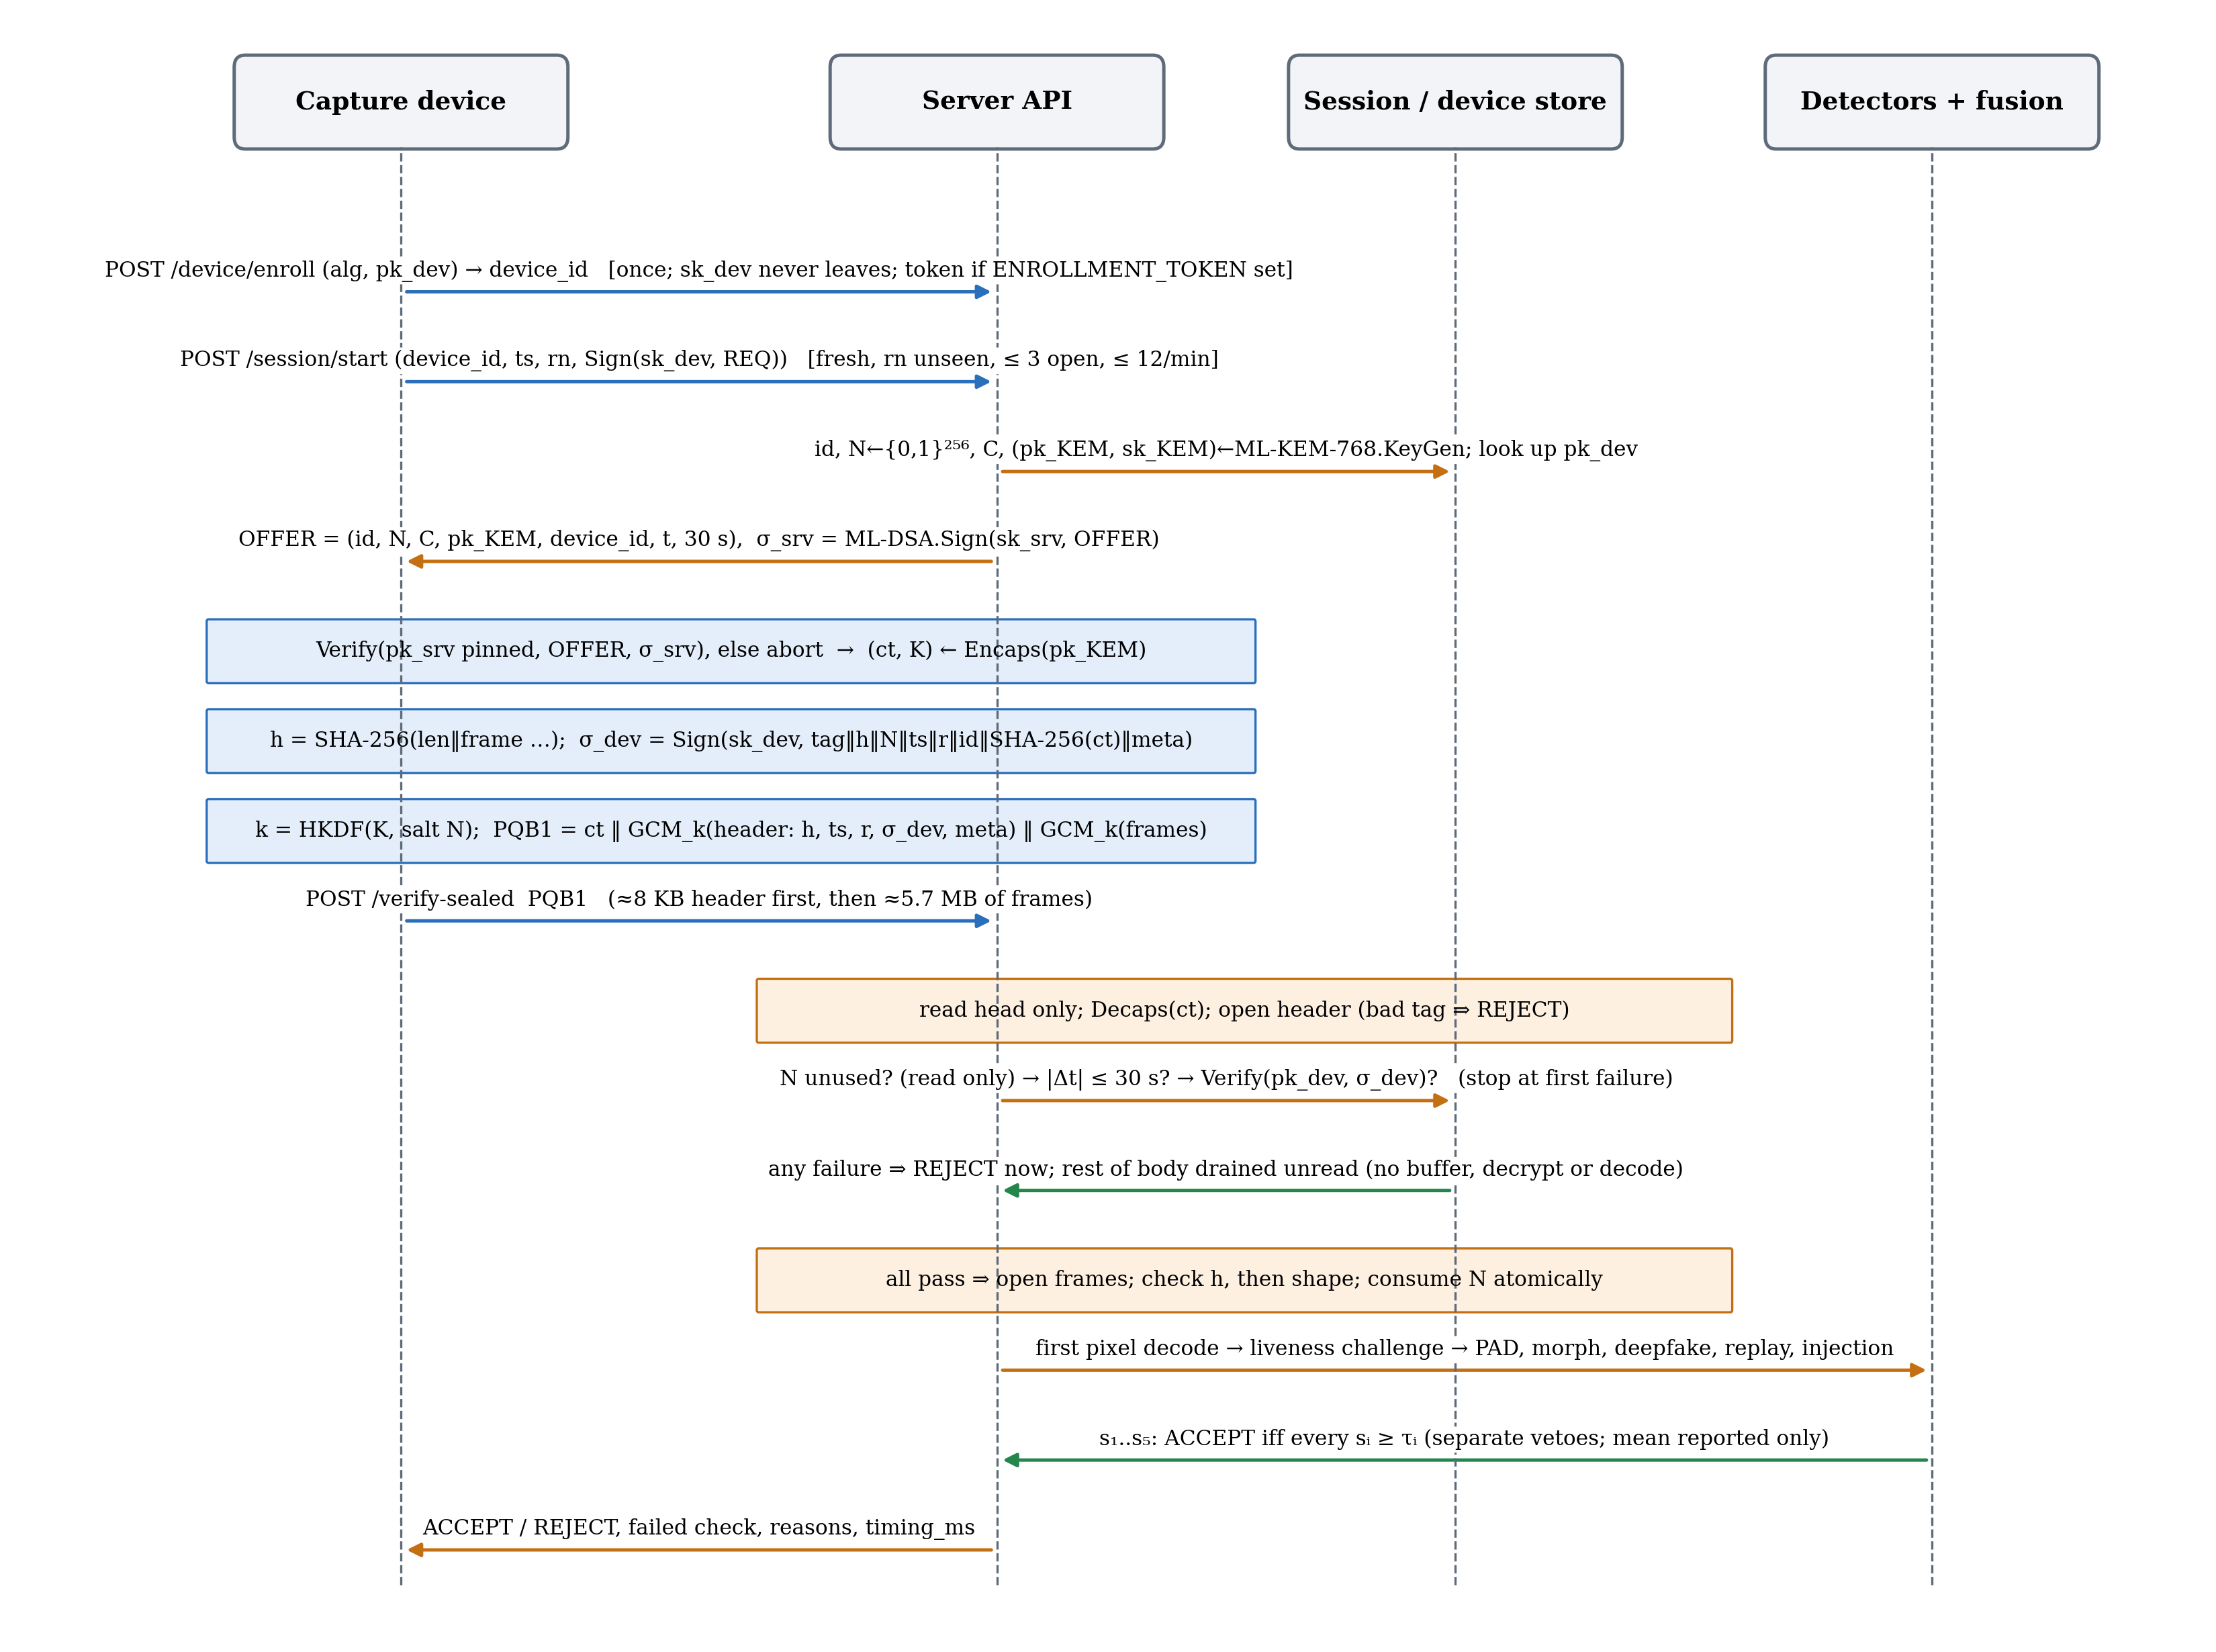 Capture device
Server API
Session / device store
Detectors + fusion
POST /device/enroll (alg, pk_dev) → device_id   [once; sk_dev never leaves; token if ENROLLMENT_TOKEN set]
POST /session/start (device_id, ts, rn, Sign(sk_dev, REQ))   [fresh, rn unseen, ≤ 3 open, ≤ 12/min]
id, N←{0,1}²⁵⁶, C, (pk_KEM, sk_KEM)←ML-KEM-768.KeyGen; look up pk_dev
OFFER = (id, N, C, pk_KEM, device_id, t, 30 s),  σ_srv = ML-DSA.Sign(sk_srv, OFFER)
Verify(pk_srv pinned, OFFER, σ_srv), else abort  →  (ct, K) ← Encaps(pk_KEM)
h = SHA-256(len‖frame …);  σ_dev = Sign(sk_dev, tag‖h‖N‖ts‖r‖id‖SHA-256(ct)‖meta)
k = HKDF(K, salt N);  PQB1 = ct ‖ GCM_k(header: h, ts, r, σ_dev, meta) ‖ GCM_k(frames)
POST /verify-sealed  PQB1   (≈8 KB header first, then ≈5.7 MB of frames)
read head only; Decaps(ct); open header (bad tag ⇒ REJECT)
N unused? (read only) → |Δt| ≤ 30 s? → Verify(pk_dev, σ_dev)?   (stop at first failure)
any failure ⇒ REJECT now; rest of body drained unread (no buffer, decrypt or decode)
all pass ⇒ open frames; check h, then shape; consume N atomically
first pixel decode → liveness challenge → PAD, morph, deepfake, replay, injection
s₁..s₅: ACCEPT iff every sᵢ ≥ τᵢ (separate vetoes; mean reported only)
ACCEPT / REJECT, failed check, reasons, timing_ms